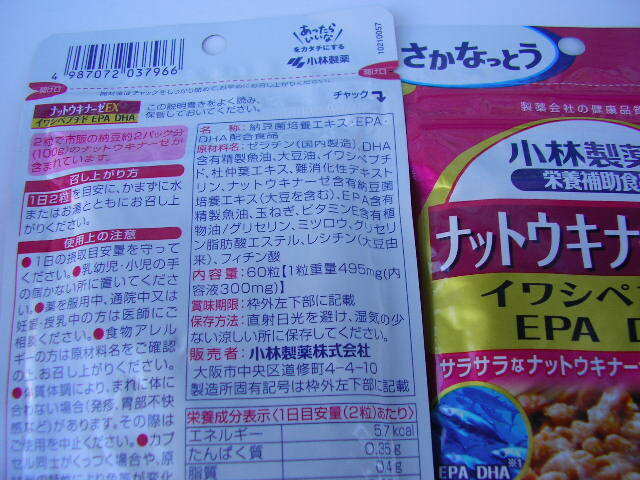 4 987072 037966
あったら
いいな
をカタチにする
小林製薬
10210057
開け口
開け口
チャック
ナットウキナーゼEX
イワシペプチド EPA DHA
この説明書きをよく読み、
保管しておいてください。
2粒で市販の納豆約2パック分
(100g)のナットウキナーゼが
含まれています。
召し上がり方
1日2粒を目安に、かまずに水
またはお湯とともにお召し上
がりください。
使用上の注意
●1日の摂取目安量を守って
ください。●乳幼児・小児の手
の届かない所に置いてくださ
い。●薬を服用中、通院中又は
妊娠・授乳中の方は医師にご
相談ください。●食物アレル
ギーの方は原材料名をご確認
の上、お召し上がりください。
●体質体調により、まれに体に
合わない場合(発疹、胃部不快
感など)があります。その際は
ご使用を中止ください。●カプ
セル同士がくっつく場合や、原
名 称:納豆菌培養エキス・EPA・
DHA配合食品
原材料名:ゼラチン(国内製造)、DHA
含有精製魚油、大豆油、イワシペプチ
ド、杜仲葉エキス、難消化性デキスト
リン、ナットウキナーゼ含有納豆菌
培養エキス(大豆を含む)、EPA含有
精製魚油、玉ねぎ、ビタミンE含有植
物油/グリセリン、ミツロウ、グリセリ
ン脂肪酸エステル、レシチン(大豆由
来)、フィチン酸
内容量:60粒【1粒重量495mg(内
容液300mg)】
賞味期限:枠外左下部に記載
保存方法:直射日光を避け、湿気の少
ない涼しい所に保存してください。
販売者:小林製薬株式会社
大阪市中央区道修町4-4-10
製造所固有記号は枠外左下部に記載
栄養成分表示〈1日目安量(2粒)あたり〉
エネルギー 5.7kcal
たんぱく質 0.35g
脂質 0.4g
さかなっとう
開け口
製薬会社の健康品質
小林製薬
栄養補助食
ナットウキナ
イワシペ
EPA D
サラサラなナットウキナー
EPA DHA※1